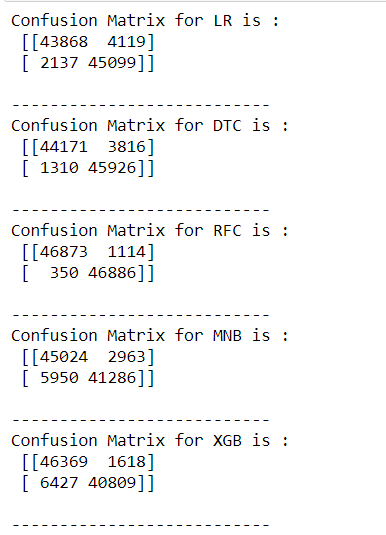 Confusion Matrix for LR is :
[[43868  4119]
[ 2137 45099]]
---------------------------
Confusion Matrix for DTC is :
[[44171  3816]
[ 1310 45926]]
---------------------------
Confusion Matrix for RFC is :
[[46873  1114]
[  350 46886]]
---------------------------
Confusion Matrix for MNB is :
[[45024  2963]
[ 5950 41286]]
---------------------------
Confusion Matrix for XGB is :
[[46369  1618]
[ 6427 40809]]
---------------------------